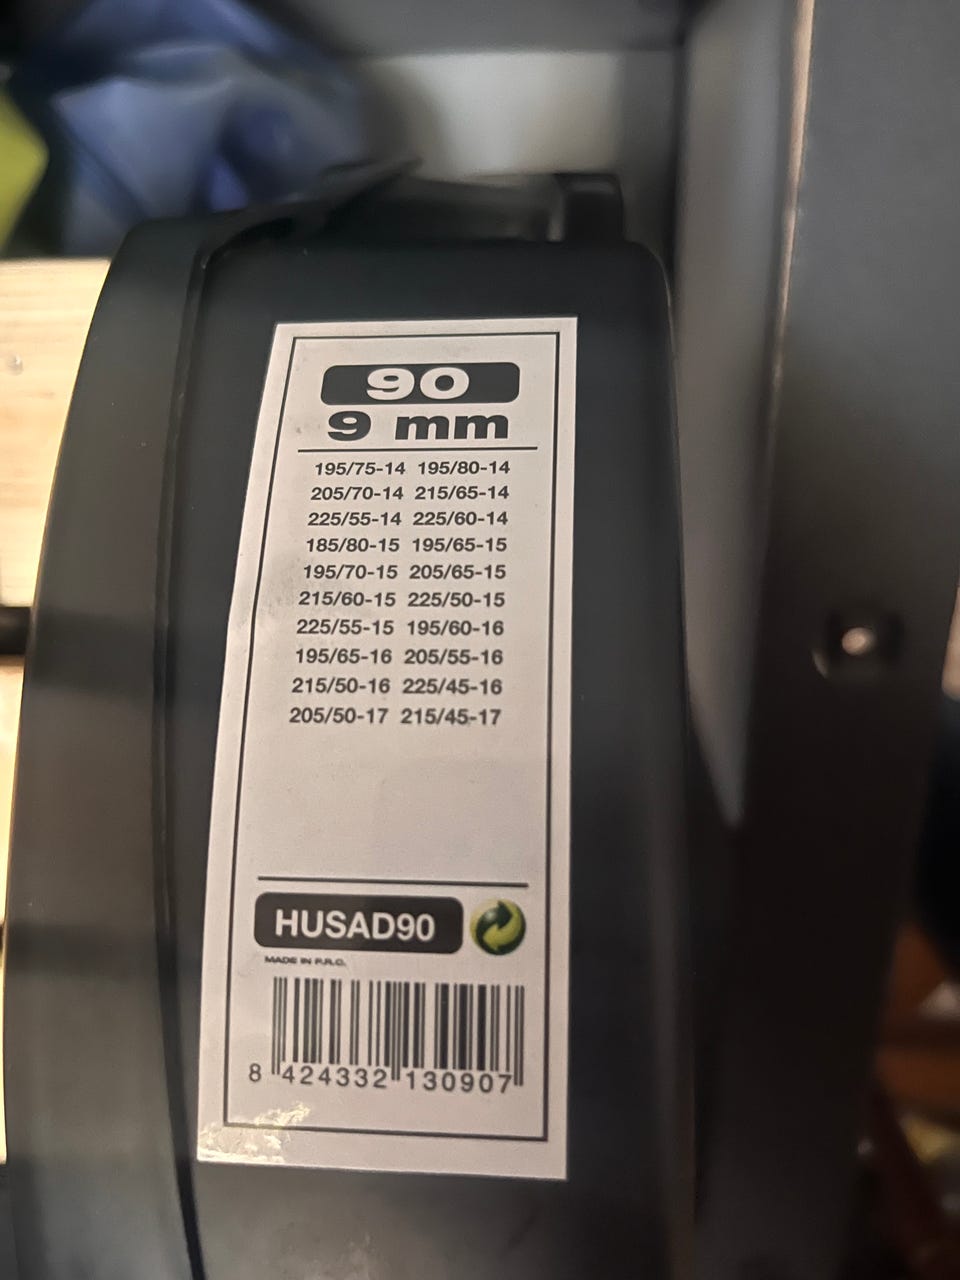 90
9 mm
195/75-14 195/80-14
205/70-14 215/65-14
225/55-14 225/60-14
185/80-15 195/65-15
195/70-15 205/65-15
215/60-15 225/50-15
225/55-15 195/60-16
195/65-16 205/55-16
215/50-16 225/45-16
205/50-17 215/45-17
HUSAD90
MADE IN P.R.C.
8 424332 130907